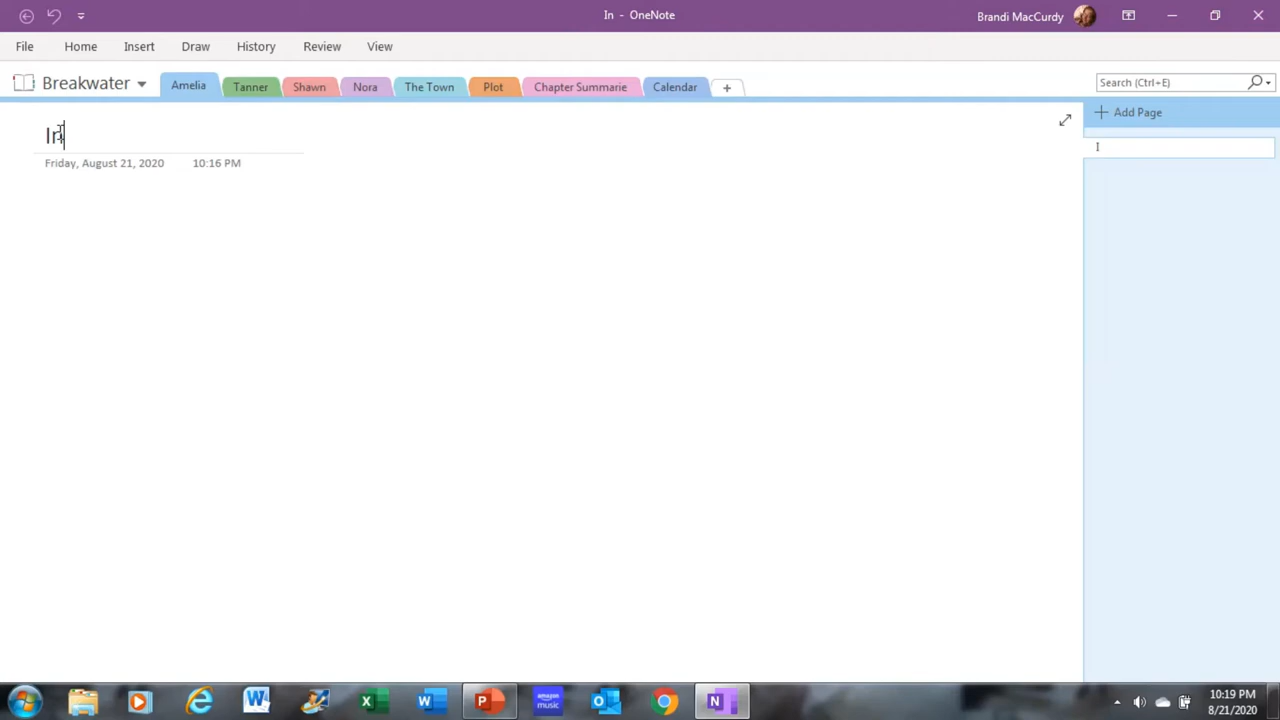 In - OneNote
Brandi MacCurdy
File Home Insert Draw History Review View
Breakwater Amelia Tanner Shawn Nora The Town Plot Chapter Summarie Calendar +
Search (Ctrl+E)
Add Page
In
I
Friday, August 21, 2020 10:16 PM
amazon music
10:19 PM
8/21/2020